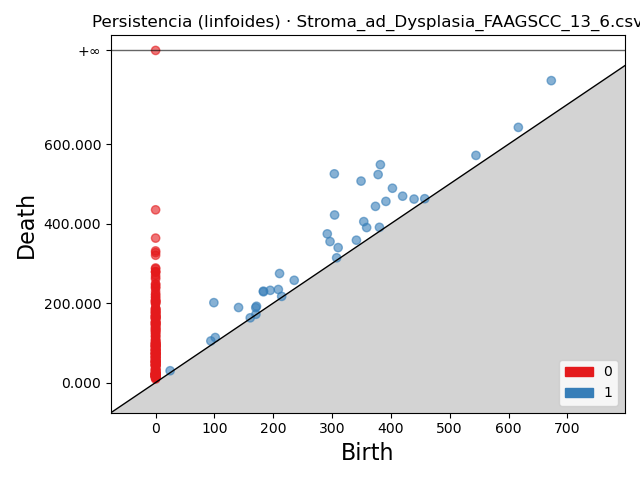 Persistencia (linfoides) · Stroma_ad_Dysplasia_FAAGSCC_13_6.csv
+∞
600.000
400.000
200.000
0.000
Death
0 100 200 300 400 500 600 700
Birth
0
1